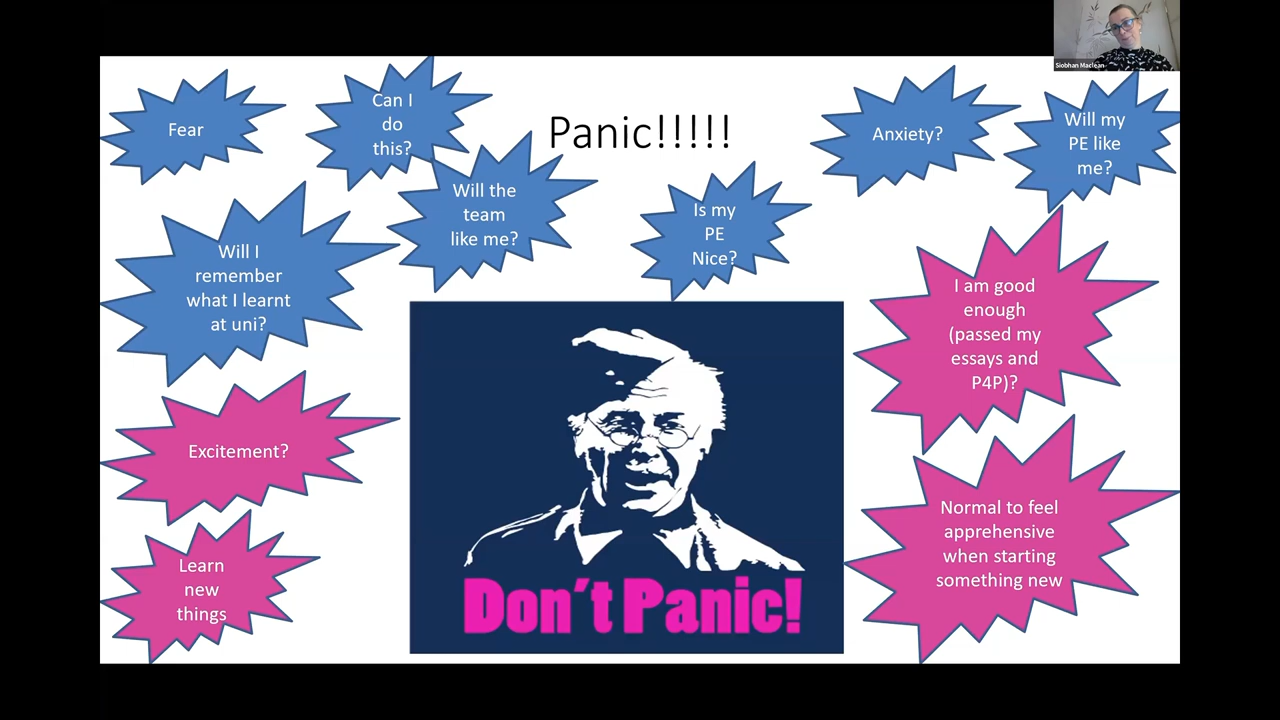 Siobhan Maclean
Panic!!!!!
Fear
Can I
do
this?
Will the
team
like me?
Is my
PE
Nice?
Anxiety?
Will my
PE like
me?
Will I
remember
what I learnt
at uni?
I am good
enough
(passed my
essays and
P4P)?
Excitement?
Normal to feel
apprehensive
when starting
something new
Learn
new
things
Don't Panic!